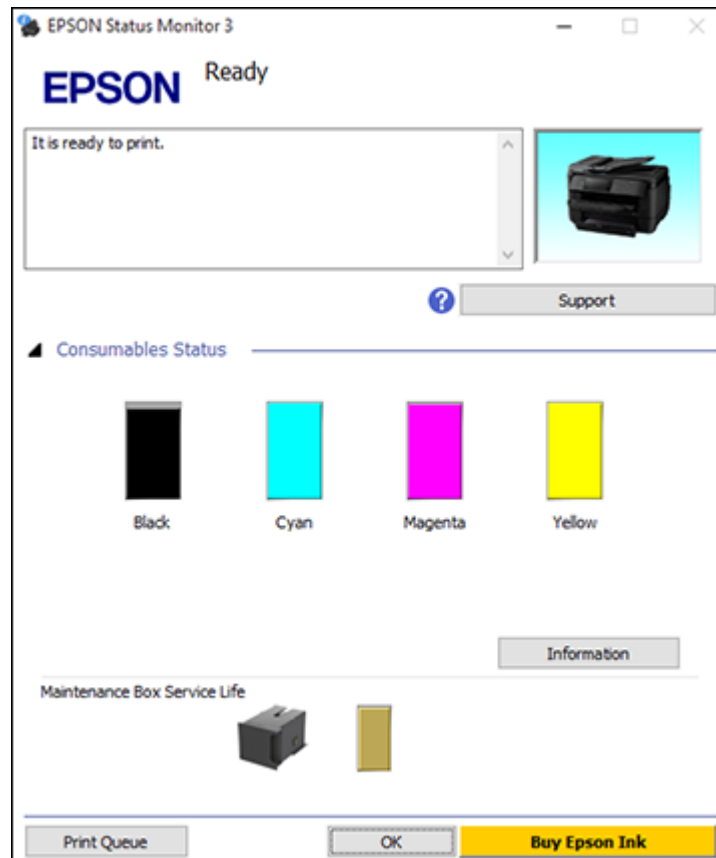 EPSON Status Monitor 3
EPSON
Ready
It is ready to print.
?
Support
Consumables Status
Black
Cyan
Magenta
Yellow
Information
Maintenance Box Service Life
Print Queue
OK
Buy Epson Ink